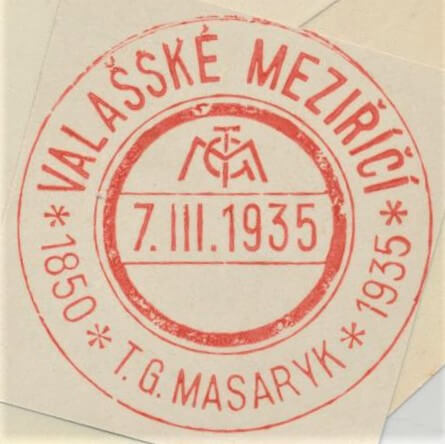 VALAŠSKÉ MEZIŘÍČÍ
TGM
7. III. 1935
* 1850 * T. G. MASARYK * 1935 *